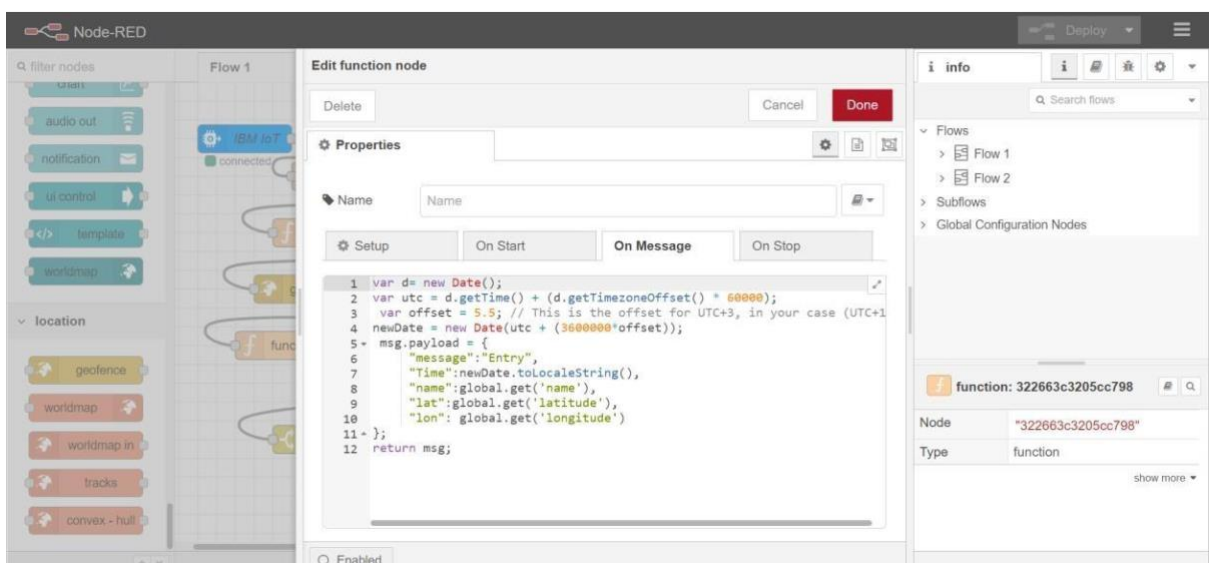 Node-RED
Deploy
filter nodes
Flow 1
Edit function node
i info
Search flows
chart
Delete
Cancel
Done
audio out
IBM IoT
connected
Properties
Flows
Flow 1
Flow 2
Subflows
Global Configuration Nodes
notification
ui control
Name
Name
template
Setup
On Start
On Message
On Stop
worldmap
1 var d= new Date();
2 var utc = d.getTime() + (d.getTimezoneOffset() * 60000);
3 var offset = 5.5; // This is the offset for UTC+3, in your case (UTC+1
4 newDate = new Date(utc + (3600000*offset));
5 msg.payload = {
6 "message":"Entry",
7 "Time":newDate.toLocaleString(),
8 "name":global.get('name'),
9 "lat":global.get('latitude'),
10 "lon": global.get('longitude')
11 };
12 return msg;
location
f
g
f func
geofence
worldmap
worldmap in
tracks
convex - hull
f function: 322663c3205cc798
Node "322663c3205cc798"
Type function
show more
Enabled